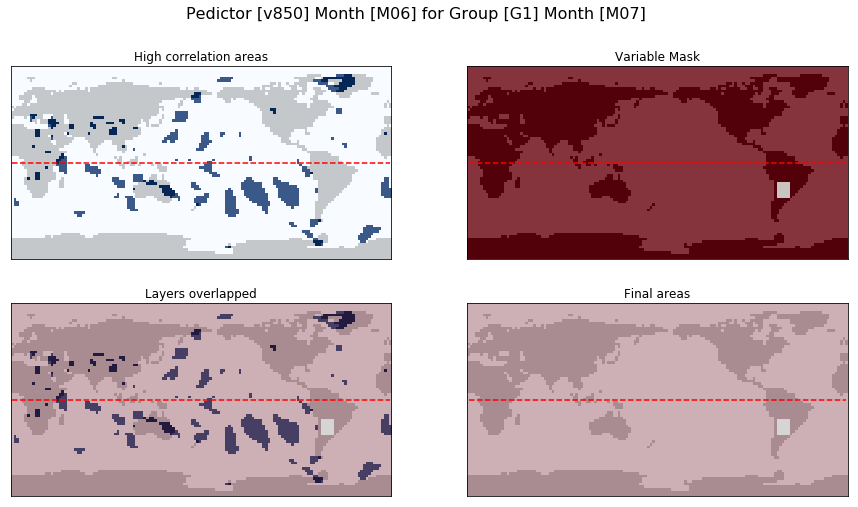 Pedictor [v850] Month [M06] for Group [G1] Month [M07]
High correlation areas
Variable Mask
Layers overlapped
Final areas